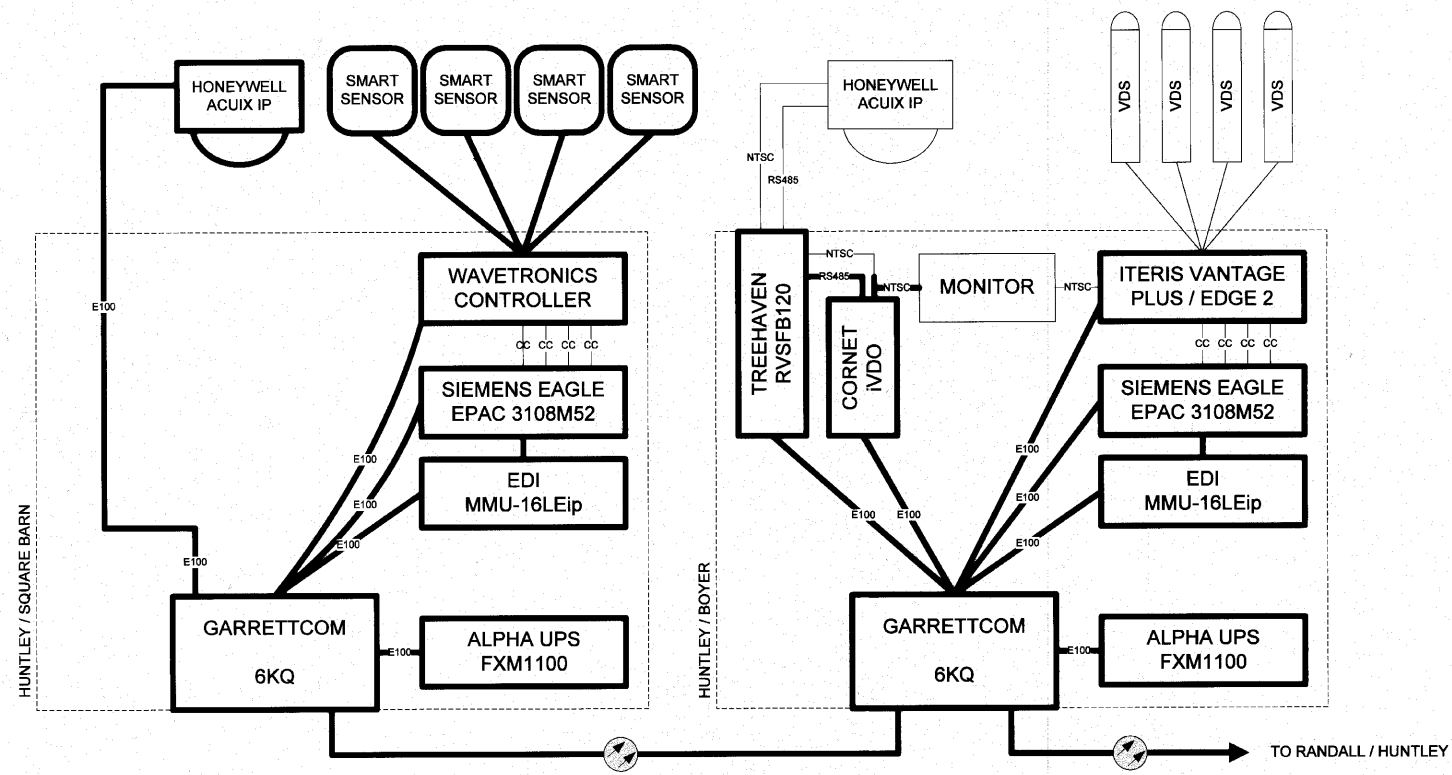 HONEYWELL
ACUIX IP
SMART
SENSOR
SMART
SENSOR
SMART
SENSOR
SMART
SENSOR
E100
WAVETRONICS
CONTROLLER
CC
CC
CC
CC
SIEMENS EAGLE
EPAC 3108M52
EDI
MMU-16LEip
E100
E100
E100
E100
HUNTLEY / SQUARE BARN
GARRETTCOM
6KQ
E100
ALPHA UPS
FXM1100
HONEYWELL
ACUIX IP
VDS
VDS
VDS
VDS
NTSC
RS485
TREEHAVEN
RVSFB120
NTSC
RS485
NTSC
CORNET
iVDO
MONITOR
NTSC
ITERIS VANTAGE
PLUS / EDGE 2
CC
CC
CC
CC
SIEMENS EAGLE
EPAC 3108M52
EDI
MMU-16LEip
E100
E100
E100
E100
E100
HUNTLEY / BOYER
GARRETTCOM
6KQ
E100
ALPHA UPS
FXM1100
TO RANDALL / HUNTLEY